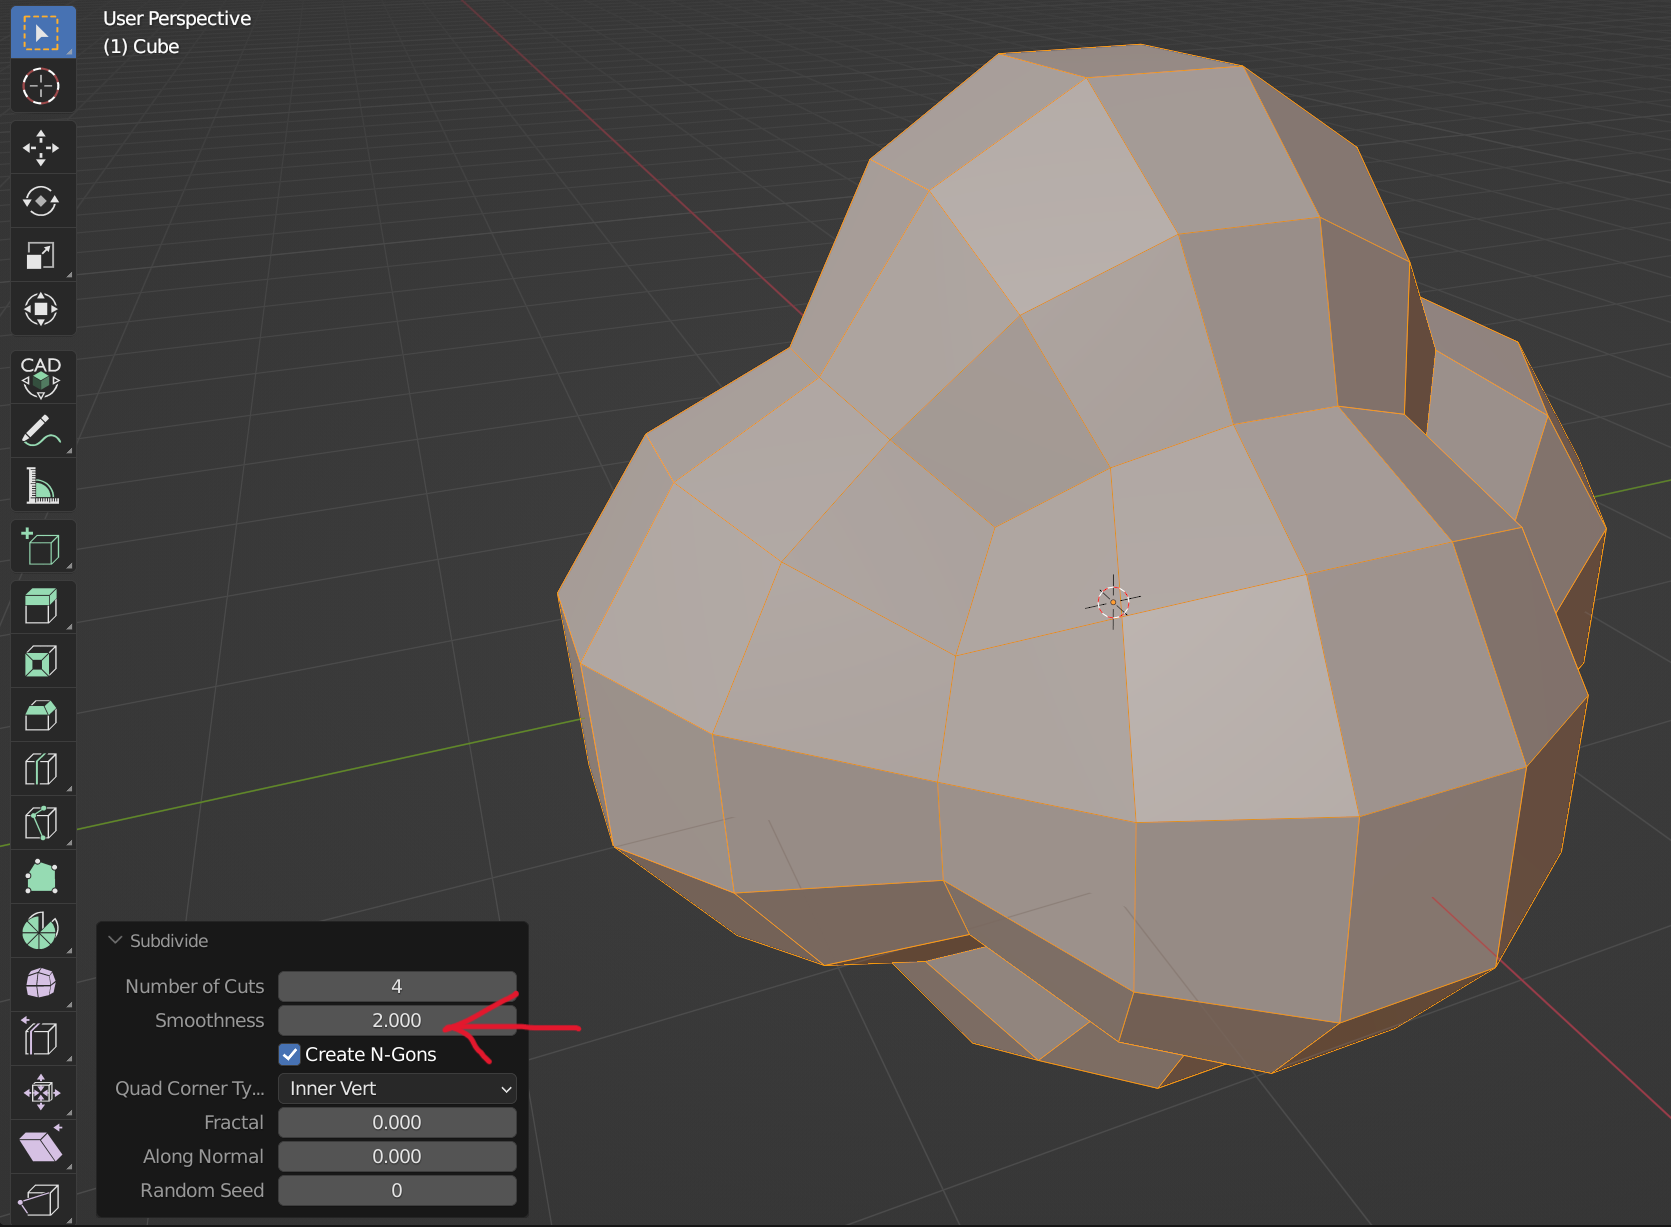 User Perspective
(1) Cube
CAD
Subdivide
Number of Cuts 4
Smoothness 2.000
Create N-Gons
Quad Corner Ty... Inner Vert
Fractal 0.000
Along Normal 0.000
Random Seed 0